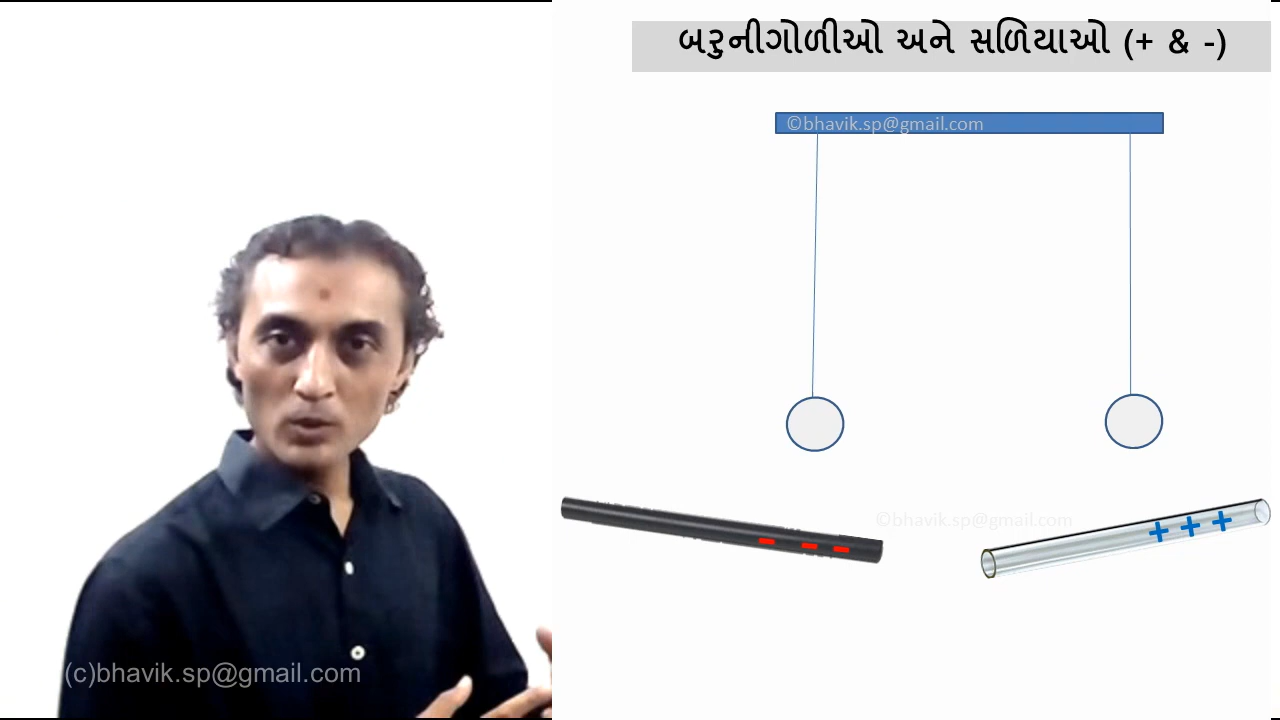 બરુનીગોળીઓ અને સળિયાઓ (+ & -)
©bhavik.sp@gmail.com
©bhavik.sp@gmail.com
- - -
+ + +
(c)bhavik.sp@gmail.com